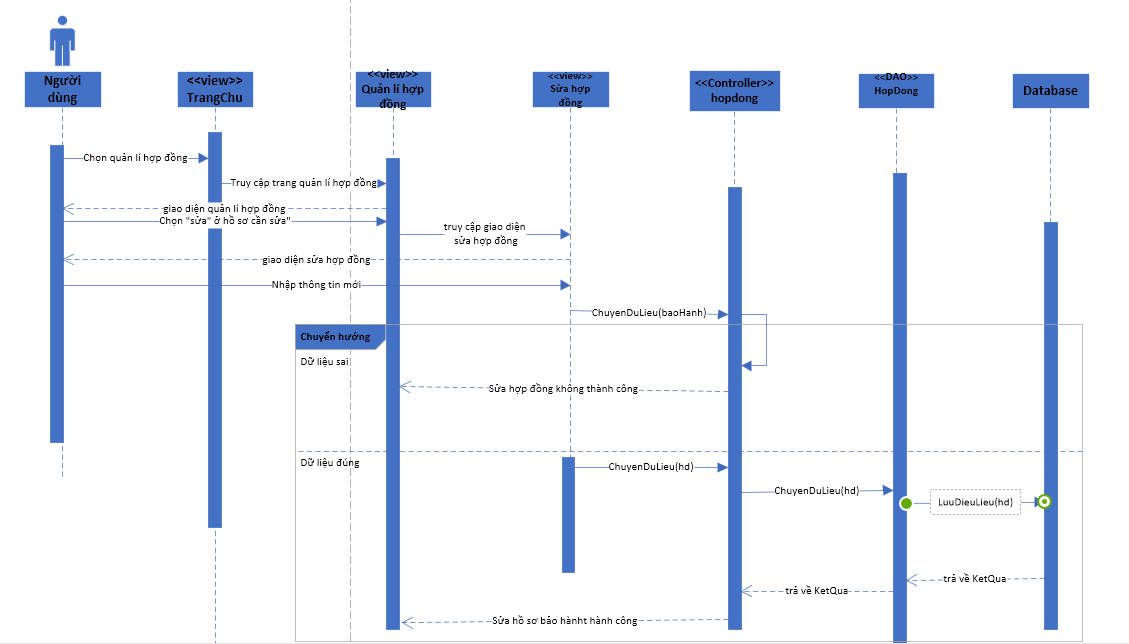 Người
dùng
<<view>>
TrangChu
<<view>>
Quản lí hợp
đồng
<<view>>
Sửa hợp
đồng
<<Controller>>
hopdong
<<DAO>>
HopDong
Database
Chọn quản lí hợp đồng
Truy cập trang quản lí hợp đồng
giao diện quản lí hợp đồng
Chọn "sửa" ở hồ sơ cần sửa"
truy cập giao diện
sửa hợp đồng
giao diện sửa hợp đồng
Nhập thông tin mới
ChuyenDuLieu(baoHanh)
Chuyển hướng
Dữ liệu sai
Sửa hợp đồng không thành công
Dữ liệu đúng
ChuyenDuLieu(hd)
ChuyenDuLieu(hd)
LuuDieuLieu(hd)
trả về KetQua
trả về KetQua
Sửa hồ sơ bảo hànht hành công